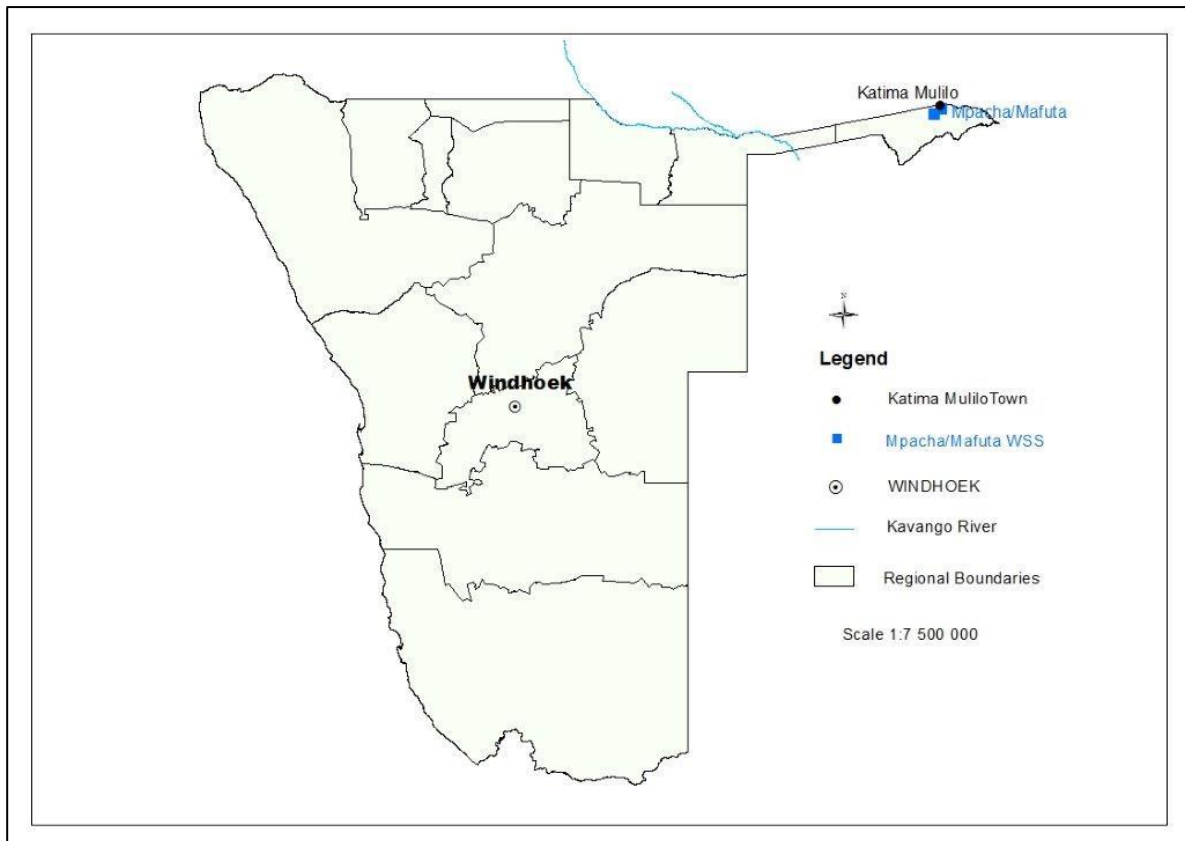 Katima Mulilo
Mpacha/Mafuta
N
Windhoek
Legend
Katima MuliloTown
Mpacha/Mafuta WSS
WINDHOEK
Kavango River
Regional Boundaries
Scale 1:7 500 000